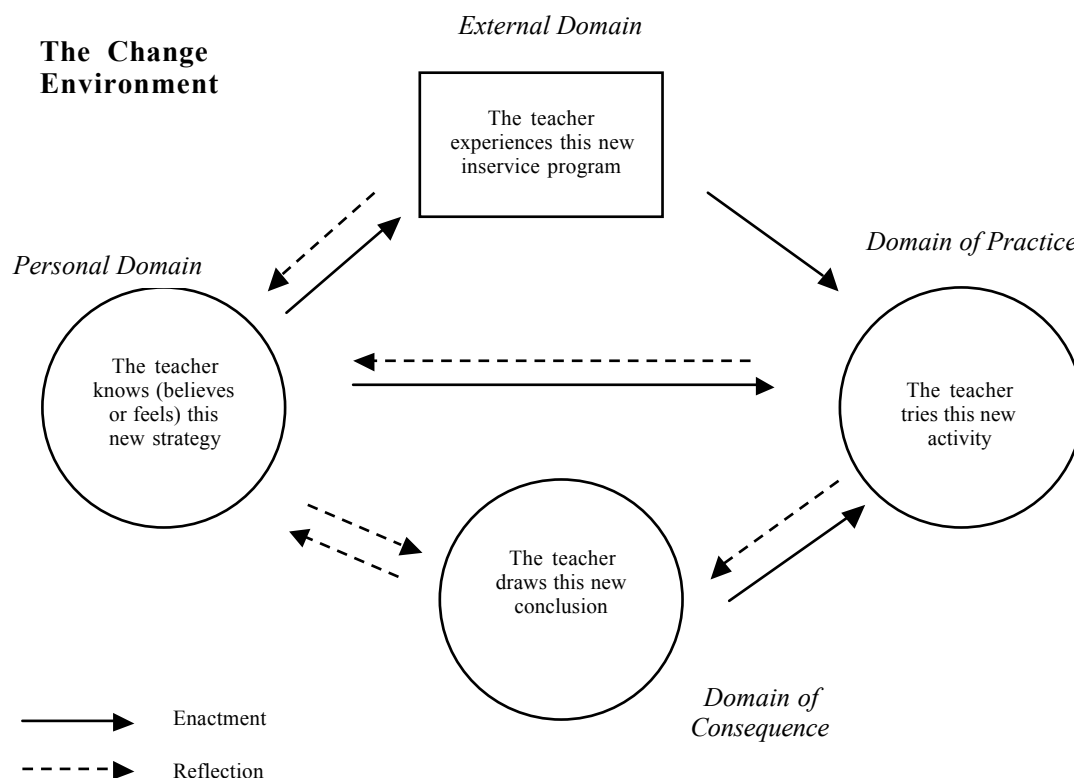 External Domain
The Change
Environment
The teacher
experiences this new
inservice program
Domain of Practice
Personal Domain
The teacher
knows (believes
or feels) this
new strategy
The teacher
tries this new
activity
The teacher
draws this new
conclusion
Domain of
Consequence
Enactment
Reflection